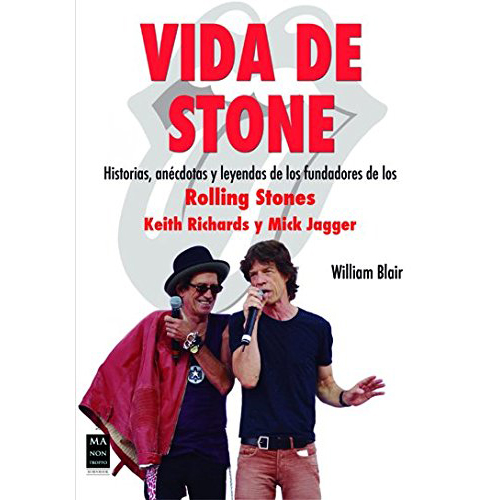 VIDA DE
STONE
Historias, anécdotas y leyendas de los fundadores de los
Rolling Stones
Keith Richards y Mick Jagger
William Blair
MA
NON
TROPPO